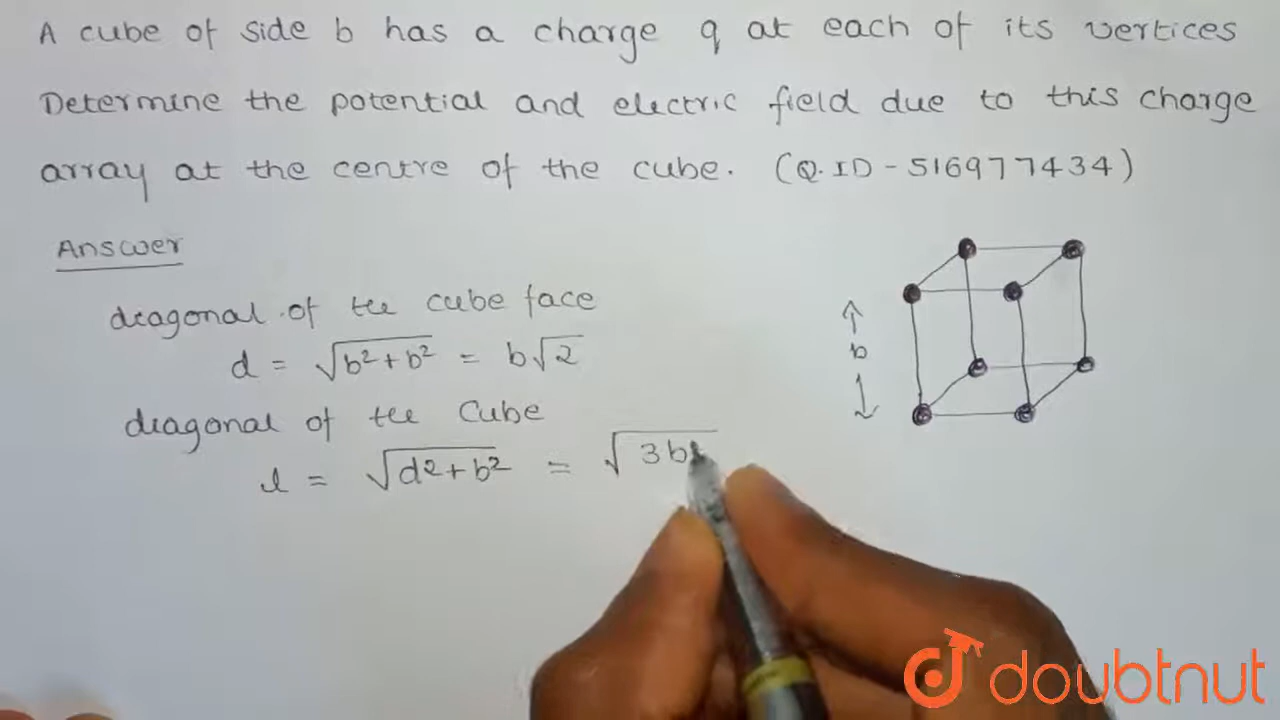 A cube of side b has a charge q at each of its vertices
Determine the potential and electric field due to this charge
array at the centre of the cube. (Q.ID - 516977434)
Answer
diagonal of the cube face
d = √b²+b² = b√2
diagonal of the Cube
l = √d²+b² = √3b
b
doubtnut